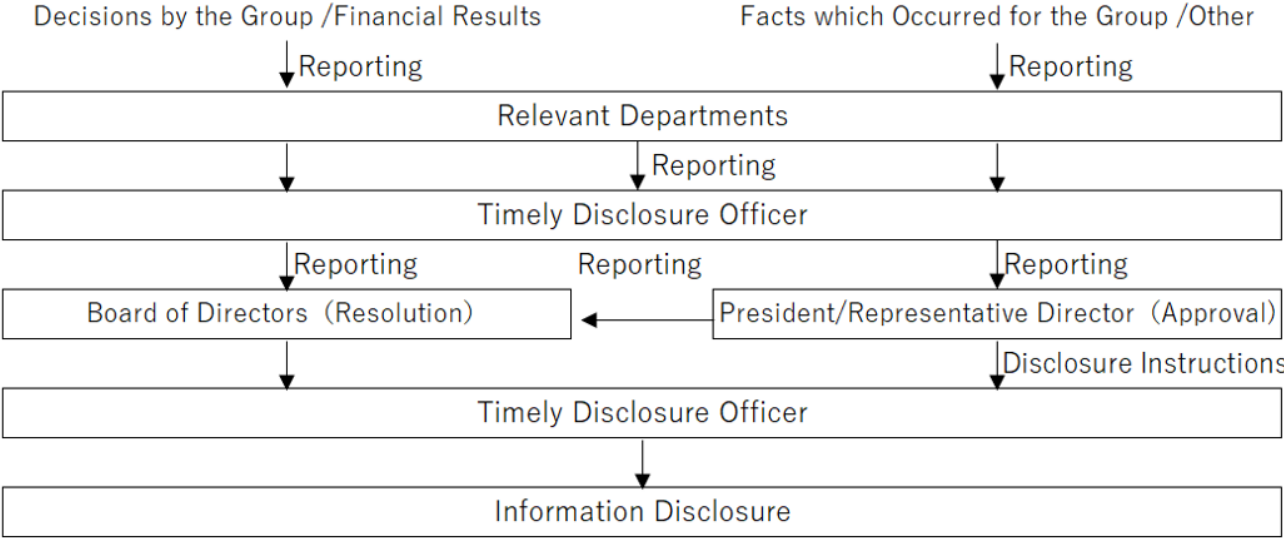 Decisions by the Group /Financial Results
Facts which Occurred for the Group /Other
Reporting
Reporting
Relevant Departments
Reporting
Timely Disclosure Officer
Reporting
Reporting
Reporting
Board of Directors（Resolution）
President/Representative Director（Approval）
Disclosure Instructions
Timely Disclosure Officer
Information Disclosure